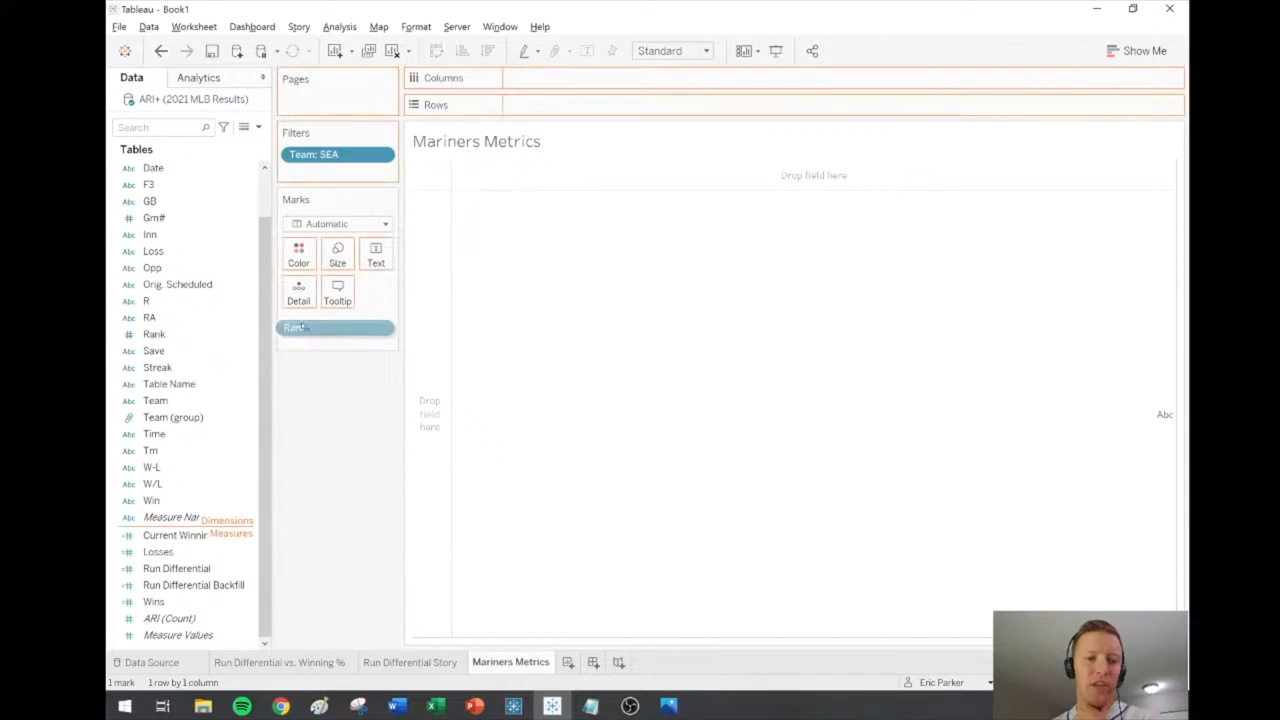 Tableau - Book1
File Data Worksheet Dashboard Story Analysis Map Format Server Window Help
Standard
Show Me
Data
Analytics
ARI+ (2021 MLB Results)
Search
Tables
Date
F3
GB
Gm#
Inn
Loss
Opp
Orig. Scheduled
R
RA
Rank
Save
Streak
Table Name
Team
Team (group)
Time
Tm
W-L
W/L
Win
Measure Nar
Dimensions
Current Winnir
Measures
Losses
Run Differential
Run Differential Backfill
Wins
ARI (Count)
Measure Values
Pages
Filters
Team: SEA
Marks
Automatic
Color
Size
Text
Detail
Tooltip
Rank
Columns
Rows
Mariners Metrics
Drop field here
Drop
field
here
Abc
Data Source
Run Differential vs. Winning %
Run Differential Story
Mariners Metrics
1 mark
1 row by 1 column
Eric Parker